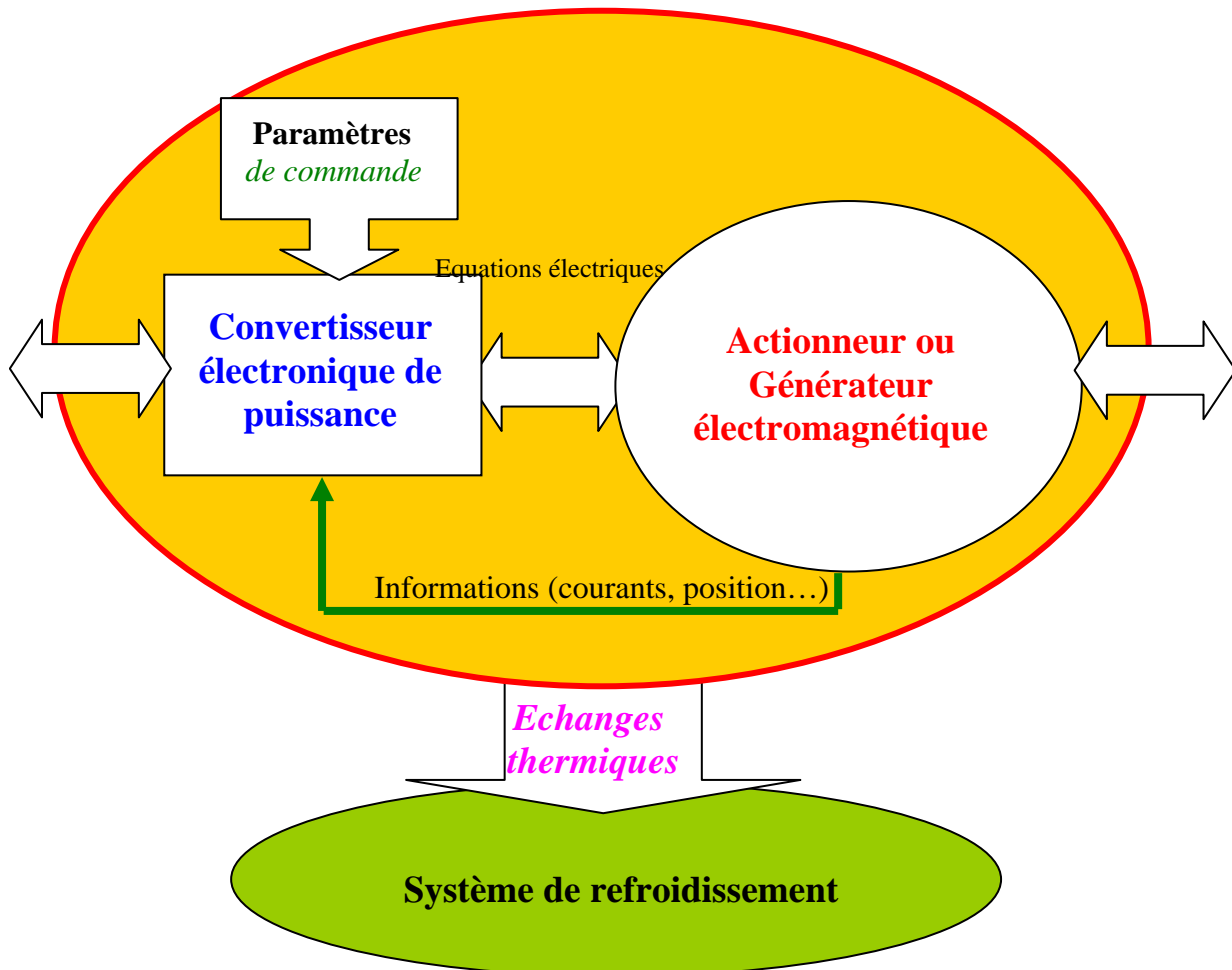 Paramètres
de commande
Equations électriques
Convertisseur
électronique de
puissance
Actionneur ou
Générateur
électromagnétique
Informations (courants, position…)
Echanges
thermiques
Système de refroidissement